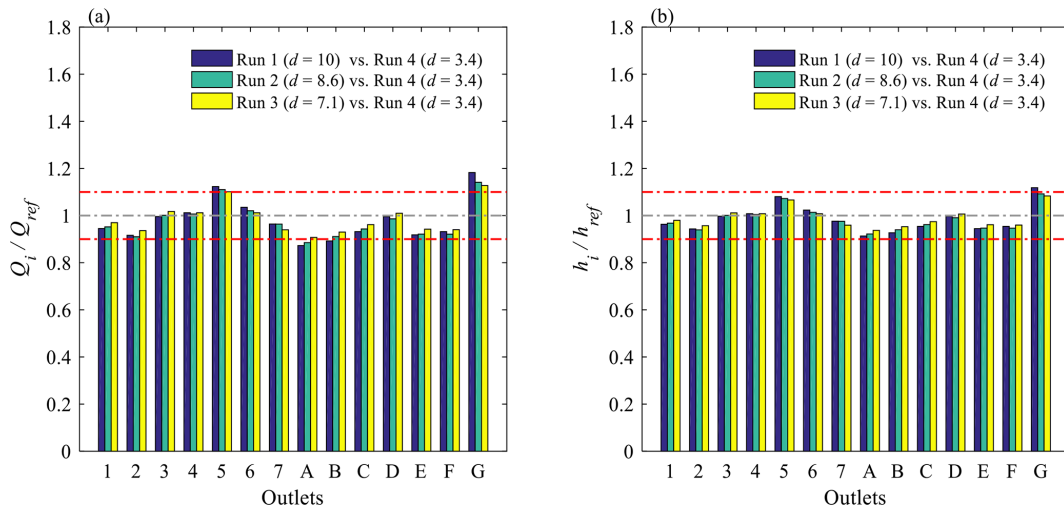 (a)
1.8
1.6
1.4
1.2
1
0.8
0.6
0.4
0.2
0
Q_i / Q_ref
Run 1 (d = 10) vs. Run 4 (d = 3.4)
Run 2 (d = 8.6) vs. Run 4 (d = 3.4)
Run 3 (d = 7.1) vs. Run 4 (d = 3.4)
1 2 3 4 5 6 7 A B C D E F G
Outlets
(b)
1.8
1.6
1.4
1.2
1
0.8
0.6
0.4
0.2
0
h_i / h_ref
Run 1 (d = 10) vs. Run 4 (d = 3.4)
Run 2 (d = 8.6) vs. Run 4 (d = 3.4)
Run 3 (d = 7.1) vs. Run 4 (d = 3.4)
1 2 3 4 5 6 7 A B C D E F G
Outlets